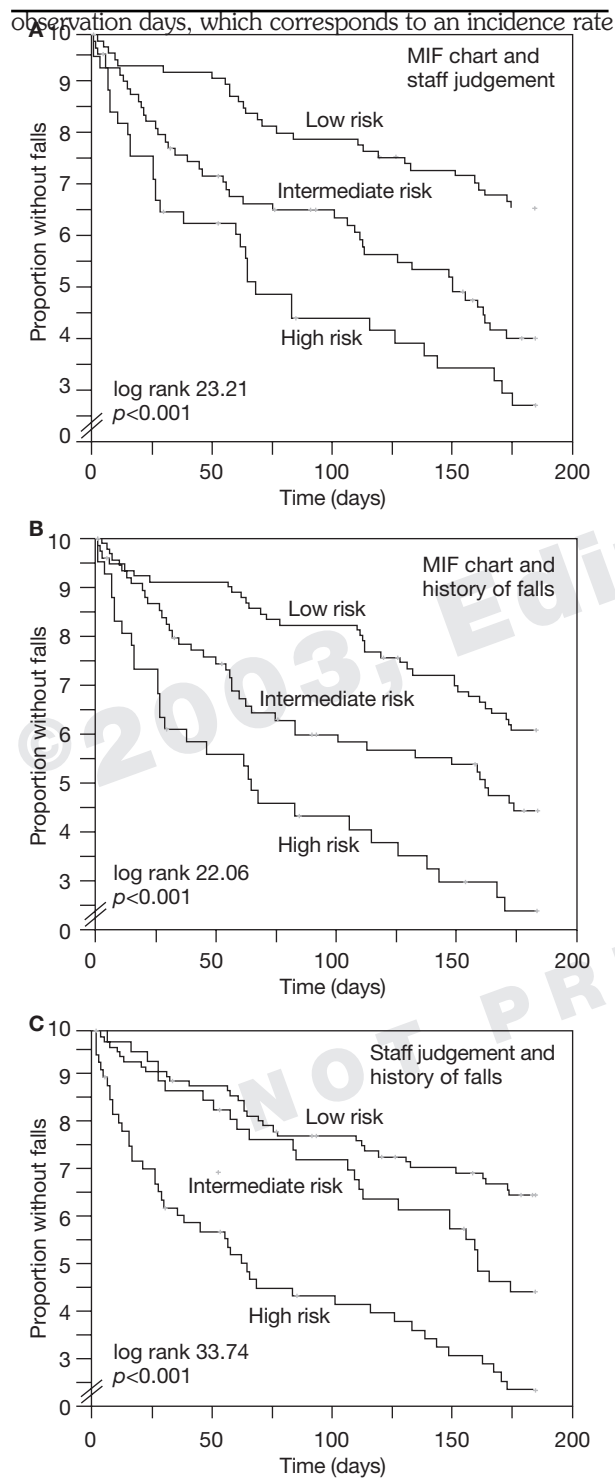 observation days, which corresponds to an incidence rate
A
MIF chart and
staff judgement
Low risk
Intermediate risk
High risk
log rank 23.21
p<0.001
Proportion without falls
10
9
8
7
6
5
4
3
0
0 50 100 150 200
Time (days)
B
MIF chart and
history of falls
Low risk
Intermediate risk
High risk
log rank 22.06
p<0.001
Proportion without falls
10
9
8
7
6
5
4
3
0
0 50 100 150 200
Time (days)
C
Staff judgement and
history of falls
Low risk
Intermediate risk
High risk
log rank 33.74
p<0.001
Proportion without falls
10
9
8
7
6
5
4
3
0
0 50 100 150 200
Time (days)
©2003, Edi
NOT PR